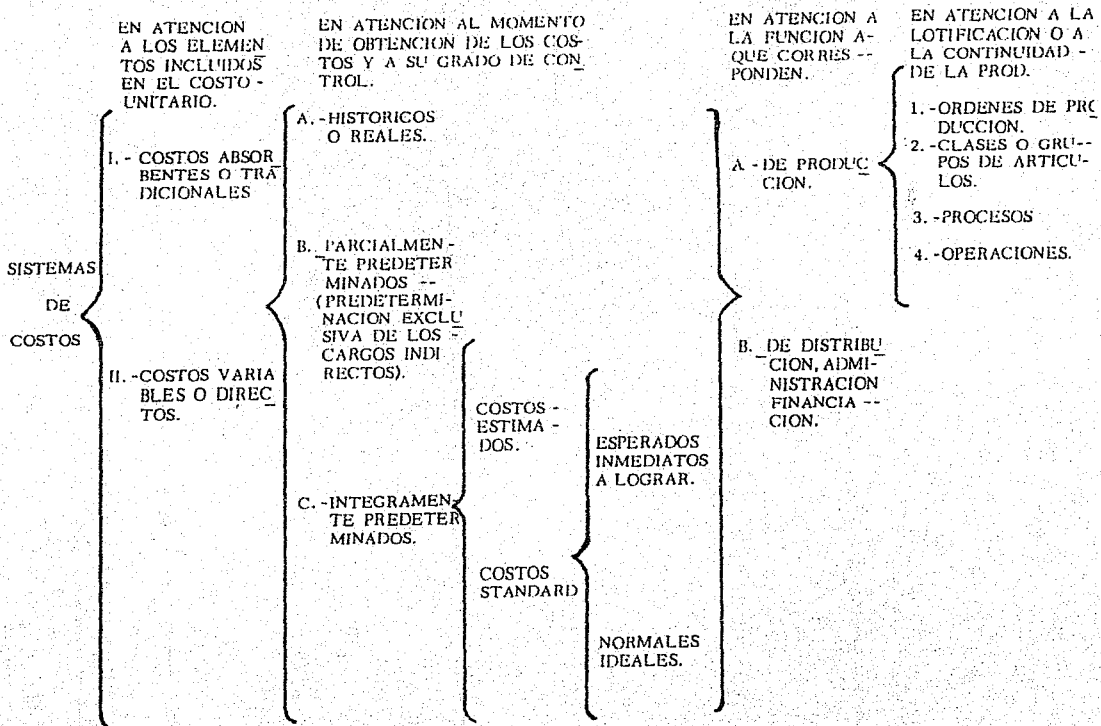 EN ATENCION
A LOS ELEMEN
TOS INCLUIDOS
EN EL COSTO -
UNITARIO.
EN ATENCION AL MOMENTO
DE OBTENCION DE LOS COS-
TOS Y A SU GRADO DE CON
TROL.
EN ATENCION A
LA FUNCION A-
QUE CORRES --
PONDEN.
EN ATENCION A LA
LOTIFICACION O A
LA CONTINUIDAD -
DE LA PROD.
SISTEMAS
DE
COSTOS
I. - COSTOS ABSOR
BENTES O TRA
DICIONALES
II. -COSTOS VARIA
BLES O DIREC
TOS.
A. -HISTORICOS
O REALES.
B. PARCIALMEN -
TE PREDETER
MINADOS --
(PREDETERMI-
NACION EXCLU
SIVA DE LOS -
CARGOS INDI
RECTOS).
C. -INTEGRAMEN-
TE PREDETER
MINADOS.
COSTOS -
ESTIMA -
DOS.
COSTOS
STANDARD
ESPERADOS
INMEDIATOS
A LOGRAR.
NORMALES
IDEALES.
A -DE PRODUC
CION.
B. DE DISTRIBU
CION, ADMI-
NISTRACION
FINANCIA --
CION.
1. -ORDENES DE PRC
DUCCION.
2. -CLASES O GRU--
POS DE ARTICU-
LOS.
3. -PROCESOS
4. -OPERACIONES.